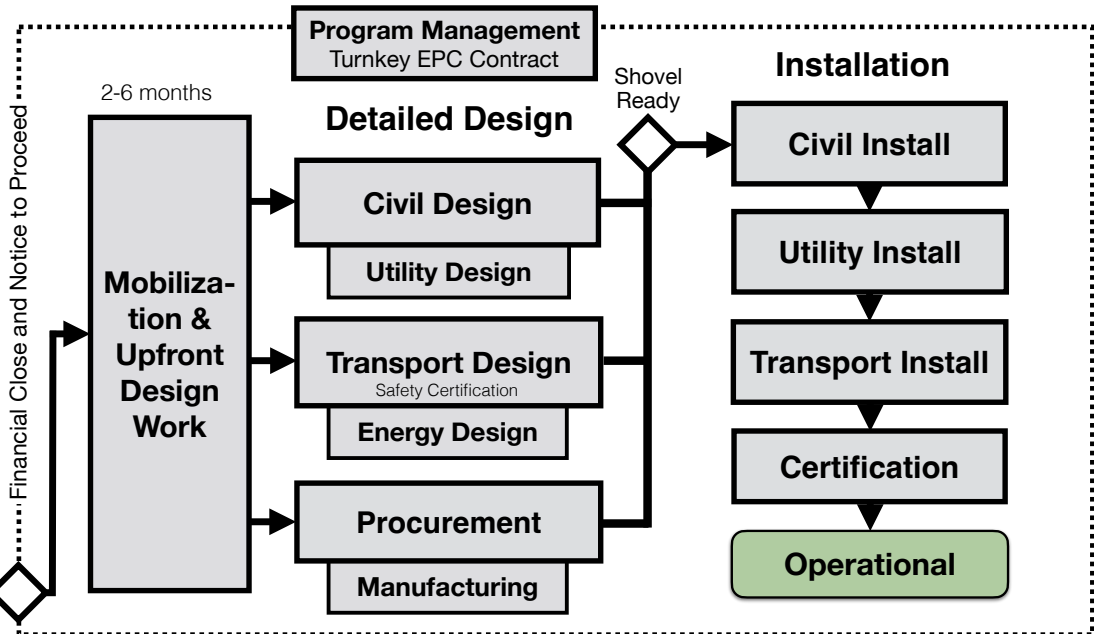 Program Management
Turnkey EPC Contract
Financial Close and Notice to Proceed
2-6 months
Mobiliza-
tion &
Upfront
Design
Work
Detailed Design
Civil Design
Utility Design
Transport Design
Safety Certification
Energy Design
Procurement
Manufacturing
Shovel
Ready
Installation
Civil Install
Utility Install
Transport Install
Certification
Operational